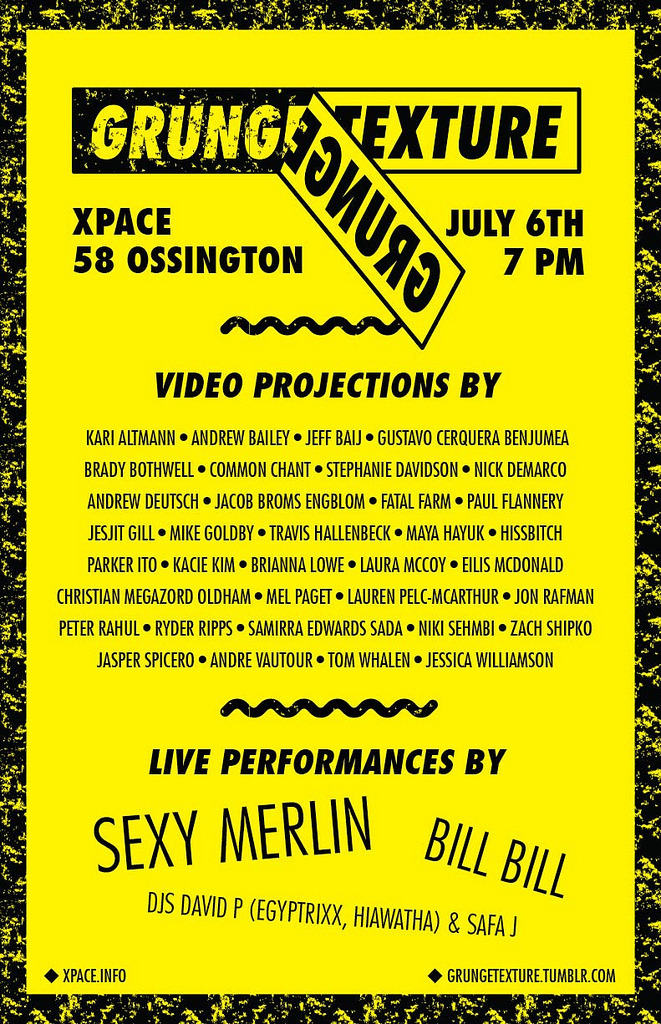 GRUNGE TEXTURE
GRUNGE
XPACE
58 OSSINGTON
JULY 6TH
7 PM
VIDEO PROJECTIONS BY
KARI ALTMANN • ANDREW BAILEY • JEFF BAIJ • GUSTAVO CERQUERA BENJUMEA
BRADY BOTHWELL • COMMON CHANT • STEPHANIE DAVIDSON • NICK DEMARCO
ANDREW DEUTSCH • JACOB BROMS ENGBLOM • FATAL FARM • PAUL FLANNERY
JESJIT GILL • MIKE GOLDBY • TRAVIS HALLENBECK • MAYA HAYUK • HISSBITCH
PARKER ITO • KACIE KIM • BRIANNA LOWE • LAURA MCCOY • EILIS MCDONALD
CHRISTIAN MEGAZORD OLDHAM • MEL PAGET • LAUREN PELC-MCARTHUR • JON RAFMAN
PETER RAHUL • RYDER RIPPS • SAMIRRA EDWARDS SADA • NIKI SEHMBI • ZACH SHIPKO
JASPER SPICERO • ANDRE VAUTOUR • TOM WHALEN • JESSICA WILLIAMSON
LIVE PERFORMANCES BY
SEXY MERLIN
BILL BILL
DJS DAVID P (EGYPTRIXX, HIAWATHA) & SAFA J
◆ XPACE.INFO
◆ GRUNGETEXTURE.TUMBLR.COM